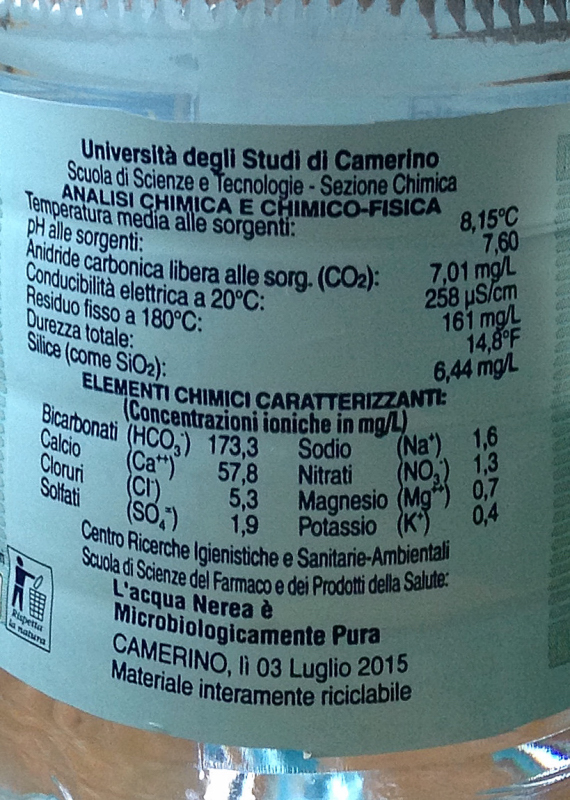 Università degli Studi di Camerino
Scuola di Scienze e Tecnologie - Sezione Chimica
ANALISI CHIMICA E CHIMICO-FISICA
Temperatura media alle sorgenti: 8,15°C
pH alle sorgenti: 7,60
Anidride carbonica libera alle sorg. (CO₂): 7,01 mg/L
Conducibilità elettrica a 20°C: 258 µS/cm
Residuo fisso a 180°C: 161 mg/L
Durezza totale: 14,8°F
Silice (come SiO₂): 6,44 mg/L
ELEMENTI CHIMICI CARATTERIZZANTI:
(Concentrazioni ioniche in mg/L)
Bicarbonati (HCO₃⁻) 173,3 Sodio (Na⁺) 1,6
Calcio (Ca⁺⁺) 57,8 Nitrati (NO₃⁻) 1,3
Cloruri (Cl⁻) 5,3 Magnesio (Mg⁺⁺) 0,7
Solfati (SO₄⁻) 1,9 Potassio (K⁺) 0,4
Centro Ricerche Igienistiche e Sanitarie-Ambientali
Scuola di Scienze del Farmaco e dei Prodotti della Salute:
L'acqua Nerea è
Microbiologicamente Pura
CAMERINO, lì 03 Luglio 2015
Materiale interamente riciclabile
Rispetta
la natura